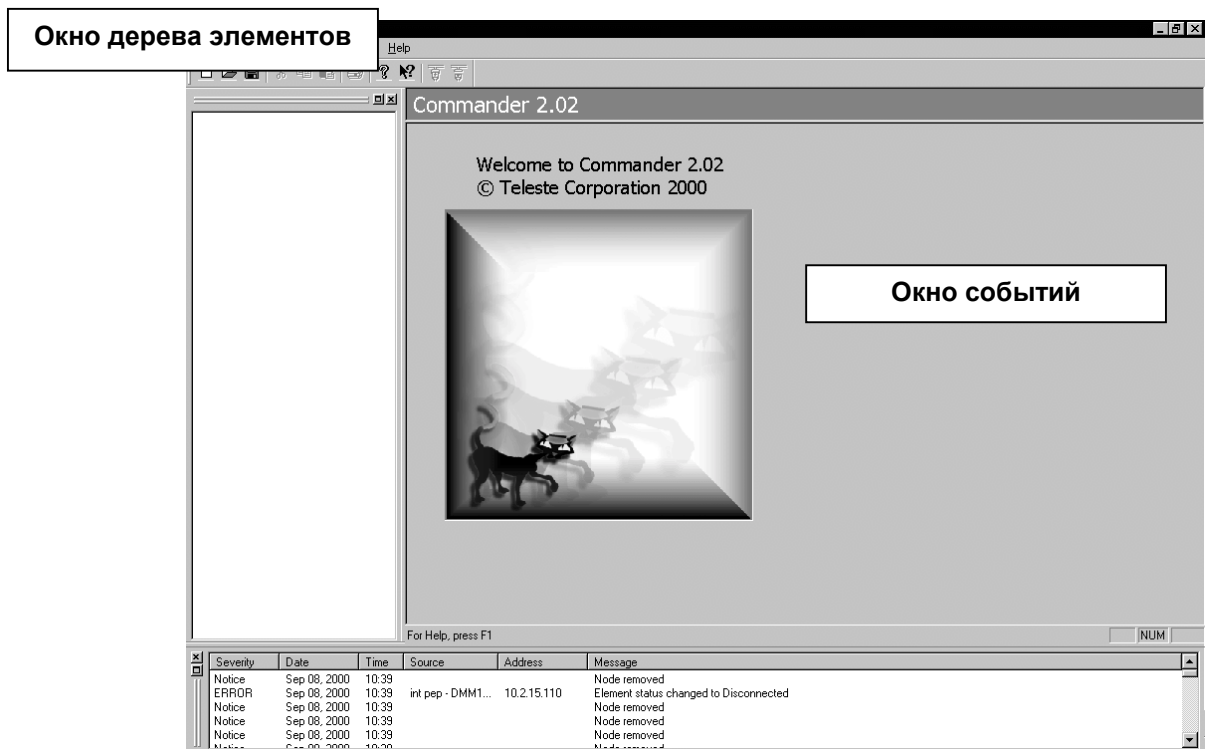 Окно дерева элементов
Help
Commander 2.02
Welcome to Commander 2.02
© Teleste Corporation 2000
Окно событий
For Help, press F1
NUM
Severity Date Time Source Address Message
Notice Sep 08, 2000 10:39 Node removed
ERROR Sep 08, 2000 10:39 int pep - DMM1... 10.2.15.110 Element status changed to Disconnected
Notice Sep 08, 2000 10:39 Node removed
Notice Sep 08, 2000 10:39 Node removed
Notice Sep 08, 2000 10:39 Node removed